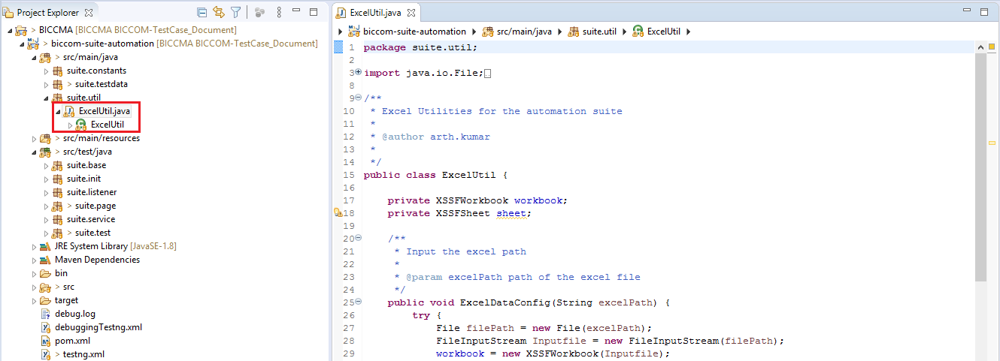 Project Explorer
> BICCMA [BICCMA BICCOM-TestCase_Document]
> biccom-suite-automation [BICCMA BICCOM-TestCase_Document]
> src/main/java
suite.constants
> suite.testdata
suite.util
ExcelUtil.java
ExcelUtil
> src/main/resources
> src/test/java
suite.base
suite.init
suite.listener
> suite.page
suite.service
> suite.test
JRE System Library [JavaSE-1.8]
Maven Dependencies
bin
> src
target
debug.log
debuggingTestng.xml
pom.xml
> testng.xml
ExcelUtil.java
biccom-suite-automation src/main/java suite.util ExcelUtil
1 package suite.util;
2
3 import java.io.File;
8
9 /**
10 * Excel Utilities for the automation suite
11 *
12 * @author arth.kumar
13 *
14 */
15 public class ExcelUtil {
16
17 private XSSFWorkbook workbook;
18 private XSSFSheet sheet;
19
20 /**
21 * Input the excel path
22 *
23 * @param excelPath path of the excel file
24 */
25 public void ExcelDataConfig(String excelPath) {
26 try {
27 File filePath = new File(excelPath);
28 FileInputStream Inputfile = new FileInputStream(filePath);
29 workbook = new XSSFWorkbook(Inputfile);